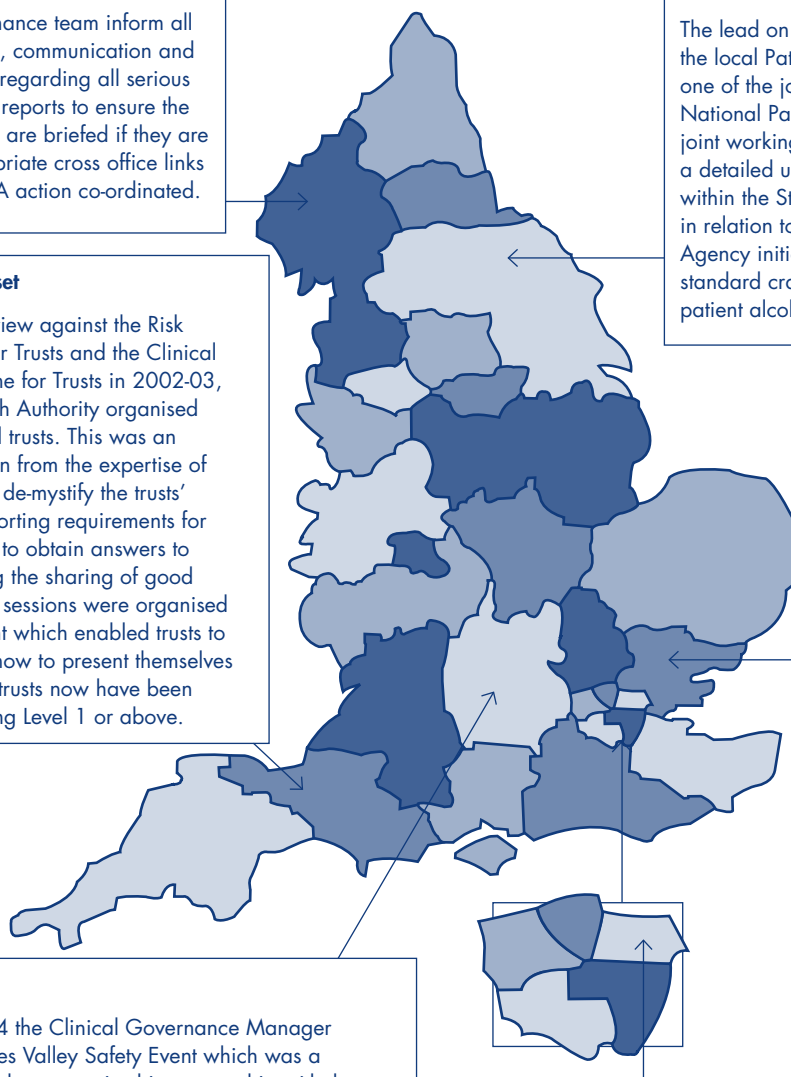 nance team inform all
, communication and
regarding all serious
reports to ensure the
are briefed if they are
priate cross office links
A action co-ordinated.
The lead on
the local Pat
one of the jo
National Pa
joint working
a detailed u
within the St
in relation to
Agency initi
standard cra
patient alcol
set
view against the Risk
r Trusts and the Clinical
ne for Trusts in 2002-03,
h Authority organised
l trusts. This was an
n from the expertise of
de-mystify the trusts’
orting requirements for
to obtain answers to
g the sharing of good
sessions were organised
nt which enabled trusts to
how to present themselves
trusts now have been
ng Level 1 or above.
4 the Clinical Governance Manager
es Valley Safety Event which was a